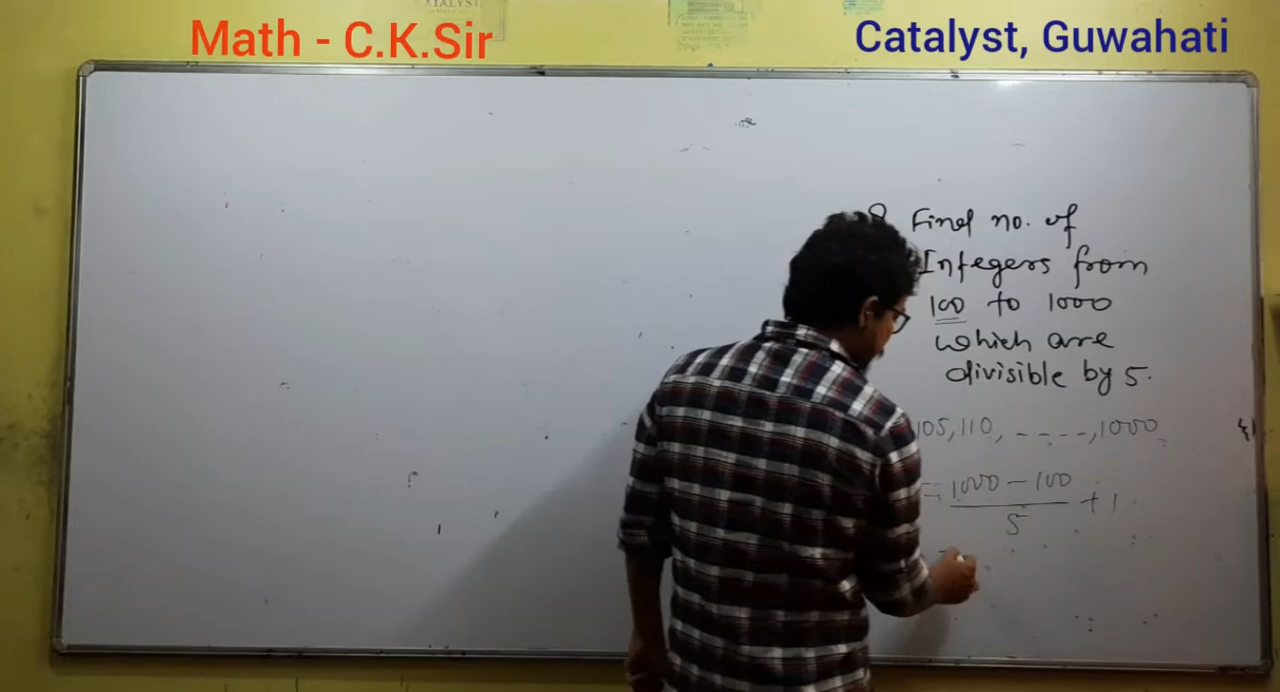 Math - C.K.Sir
Catalyst, Guwahati
Find no. of
Integers from
100 to 1000
which are
divisible by 5.
105, 110, - - - -, 1000
= 1000 - 100
5
+ 1